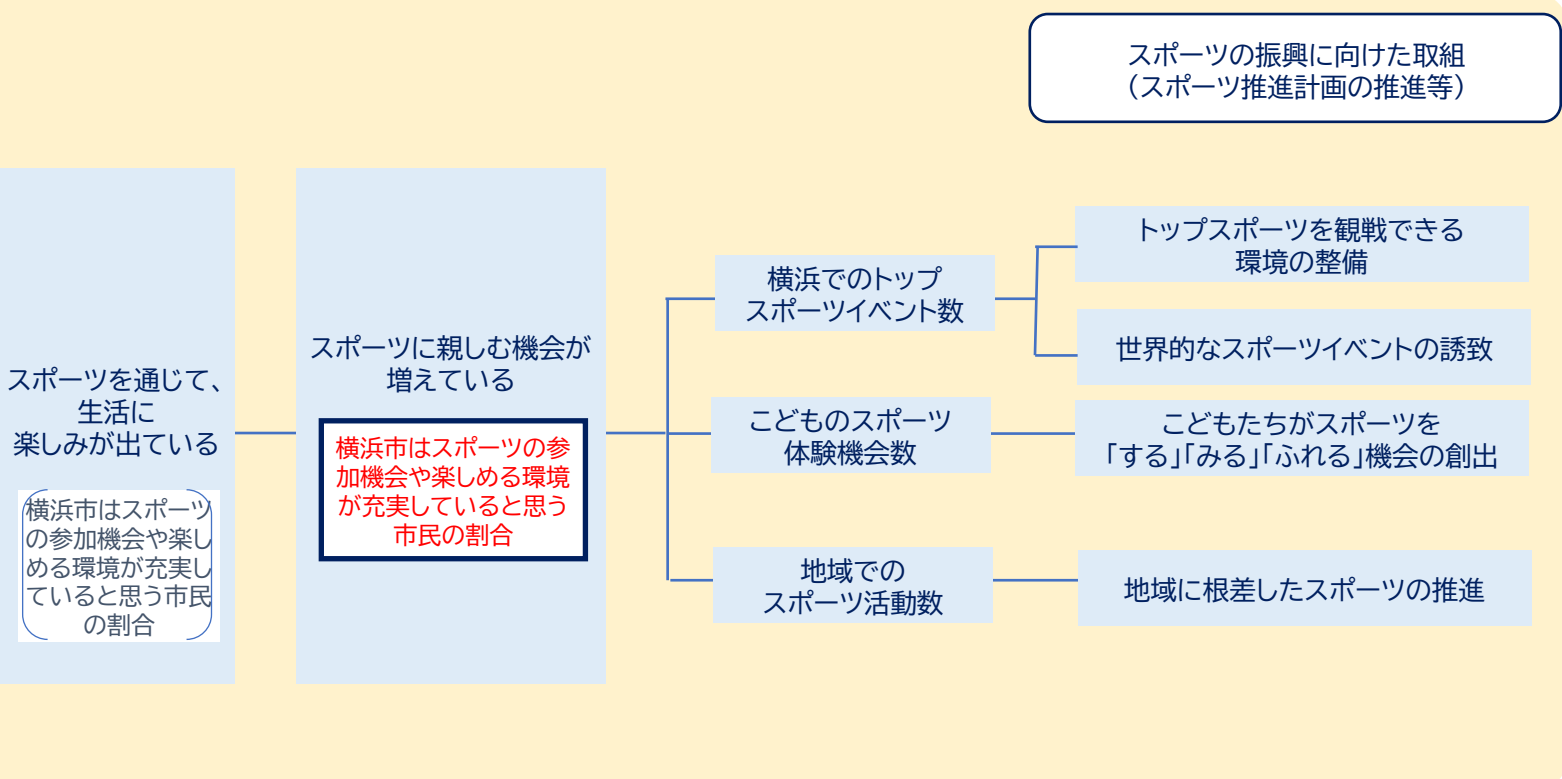 スポーツの振興に向けた取組
（スポーツ推進計画の推進等）
スポーツを通じて、
生活に
楽しみが出ている
横浜市はスポーツ
の参加機会や楽し
める環境が充実し
ていると思う市民
の割合
スポーツに親しむ機会が
増えている
横浜市はスポーツの参
加機会や楽しめる環境
が充実していると思う
市民の割合
横浜でのトップ
スポーツイベント数
こどものスポーツ
体験機会数
地域での
スポーツ活動数
トップスポーツを観戦できる
環境の整備
世界的なスポーツイベントの誘致
こどもたちがスポーツを
「する」「みる」「ふれる」機会の創出
地域に根差したスポーツの推進